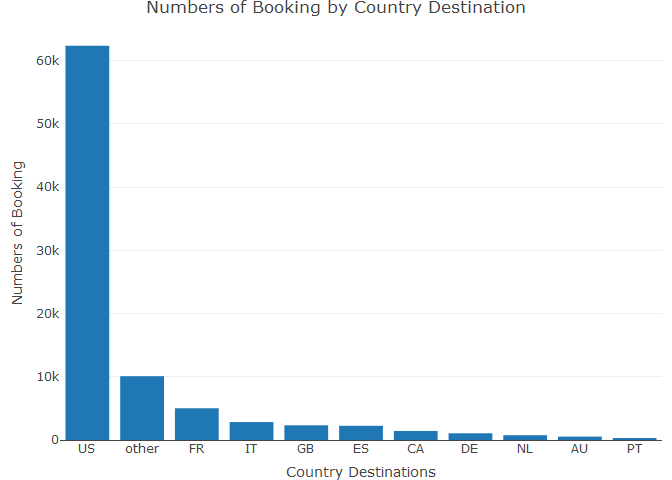 Numbers of Booking by Country Destination
60k
50k
40k
30k
20k
10k
0
Numbers of Booking
US other FR IT GB ES CA DE NL AU PT
Country Destinations